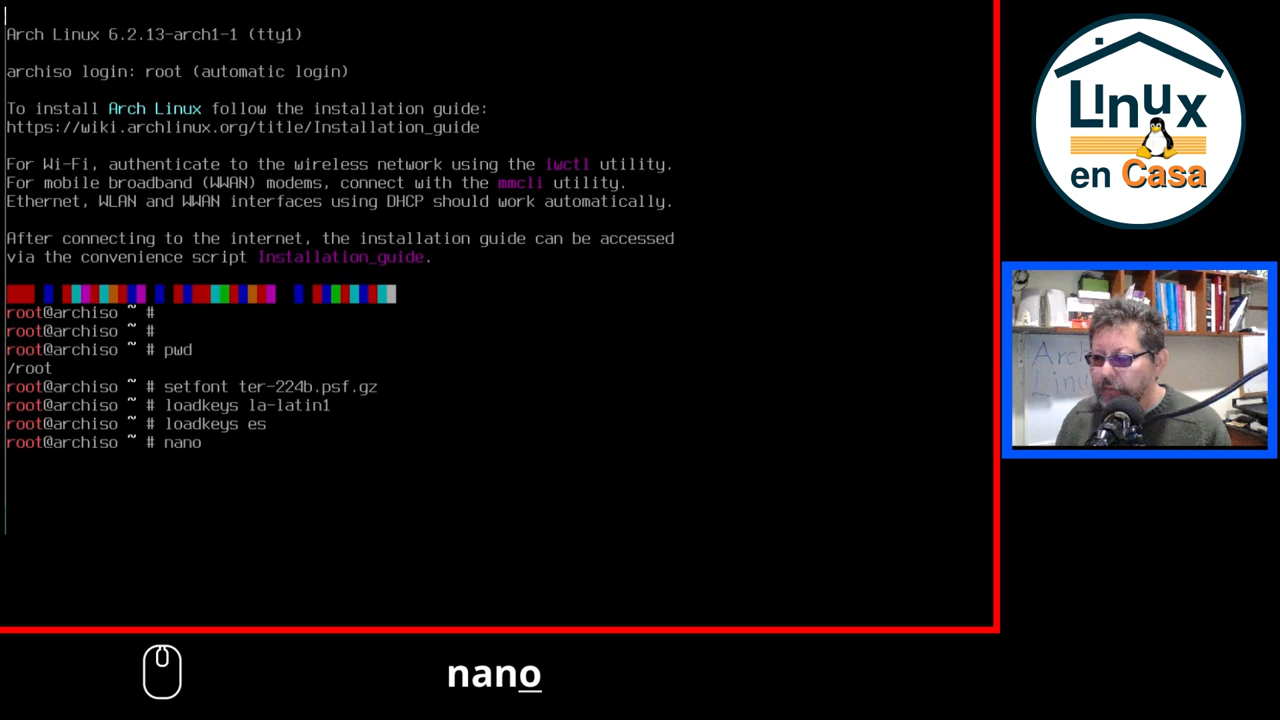 Arch Linux 6.2.13-arch1-1 (tty1)
archiso login: root (automatic login)
To install Arch Linux follow the installation guide:
https://wiki.archlinux.org/title/Installation_guide
For Wi-Fi, authenticate to the wireless network using the iwctl utility.
For mobile broadband (WWAN) modems, connect with the mmcli utility.
Ethernet, WLAN and WWAN interfaces using DHCP should work automatically.
After connecting to the internet, the installation guide can be accessed
via the convenience script Installation_guide.
root@archiso ~ #
root@archiso ~ #
root@archiso ~ # pwd
/root
root@archiso ~ # setfont ter-224b.psf.gz
root@archiso ~ # loadkeys la-latin1
root@archiso ~ # loadkeys es
root@archiso ~ # nano
nano
LInux
en Casa
Arch
Linux